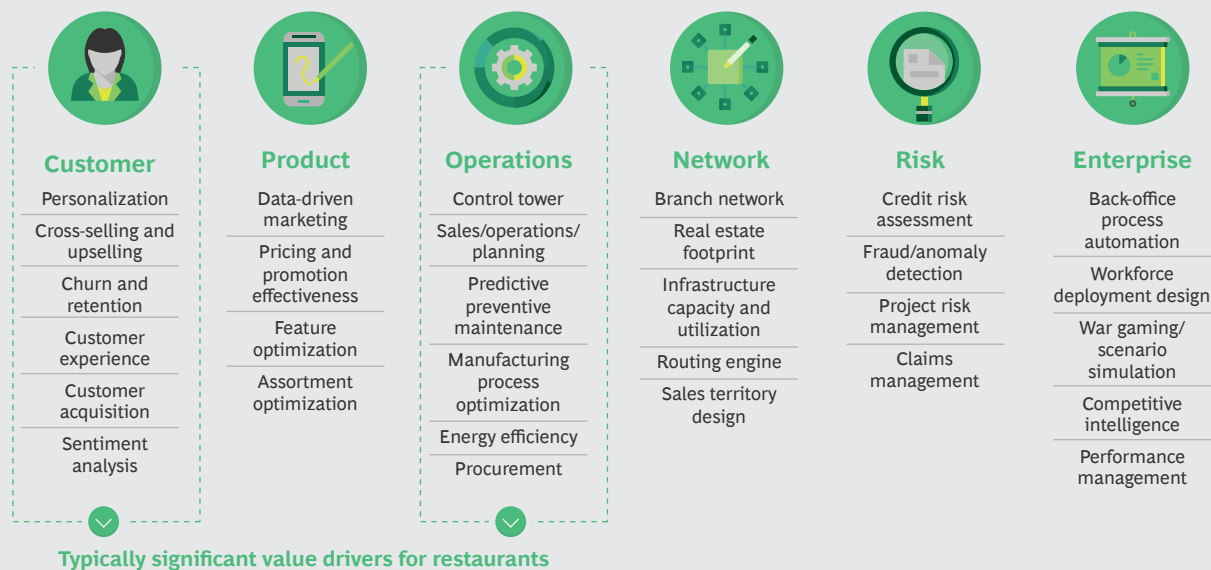 Customer
Personalization
Cross-selling and
upselling
Churn and
retention
Customer
experience
Customer
acquisition
Sentiment
analysis
Product
Data-driven
marketing
Pricing and
promotion
effectiveness
Feature
optimization
Assortment
optimization
Operations
Control tower
Sales/operations/
planning
Predictive
preventive
maintenance
Manufacturing
process
optimization
Energy efficiency
Procurement
Network
Branch network
Real estate
footprint
Infrastructure
capacity and
utilization
Routing engine
Sales territory
design
Risk
Credit risk
assessment
Fraud/anomaly
detection
Project risk
management
Claims
management
Enterprise
Back-office
process
automation
Workforce
deployment design
War gaming/
scenario
simulation
Competitive
intelligence
Performance
management
Typically significant value drivers for restaurants